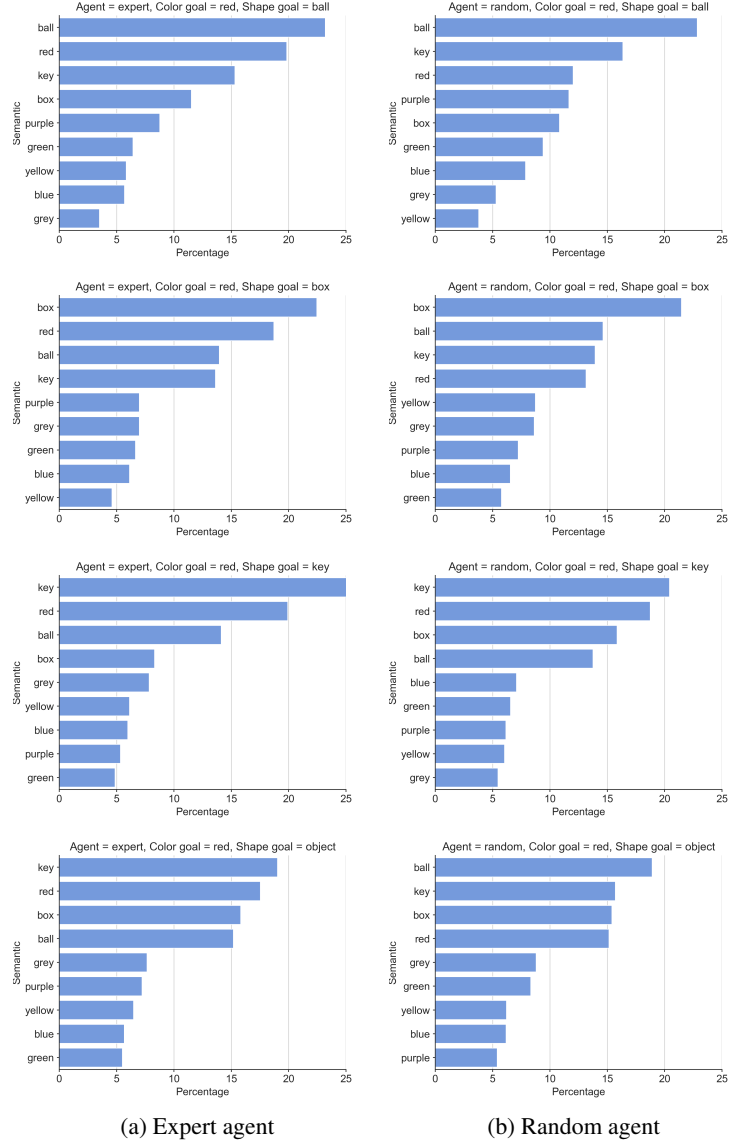 Agent = expert, Color goal = red, Shape goal = ball
Semantic
ball
red
key
box
purple
green
yellow
blue
grey
0 5 10 15 20 25
Percentage
Agent = random, Color goal = red, Shape goal = ball
Semantic
ball
key
red
purple
box
green
blue
grey
yellow
0 5 10 15 20 25
Percentage
Agent = expert, Color goal = red, Shape goal = box
Semantic
box
red
ball
key
purple
grey
green
blue
yellow
0 5 10 15 20 25
Percentage
Agent = random, Color goal = red, Shape goal = box
Semantic
box
ball
key
red
yellow
grey
purple
blue
green
0 5 10 15 20 25
Percentage
Agent = expert, Color goal = red, Shape goal = key
Semantic
key
red
ball
box
grey
yellow
blue
purple
green
0 5 10 15 20 25
Percentage
Agent = random, Color goal = red, Shape goal = key
Semantic
key
red
box
ball
blue
green
purple
yellow
grey
0 5 10 15 20 25
Percentage
Agent = expert, Color goal = red, Shape goal = object
Semantic
key
red
box
ball
grey
purple
yellow
blue
green
0 5 10 15 20 25
Percentage
Agent = random, Color goal = red, Shape goal = object
Semantic
ball
key
box
red
grey
green
yellow
blue
purple
0 5 10 15 20 25
Percentage
(a) Expert agent
(b) Random agent